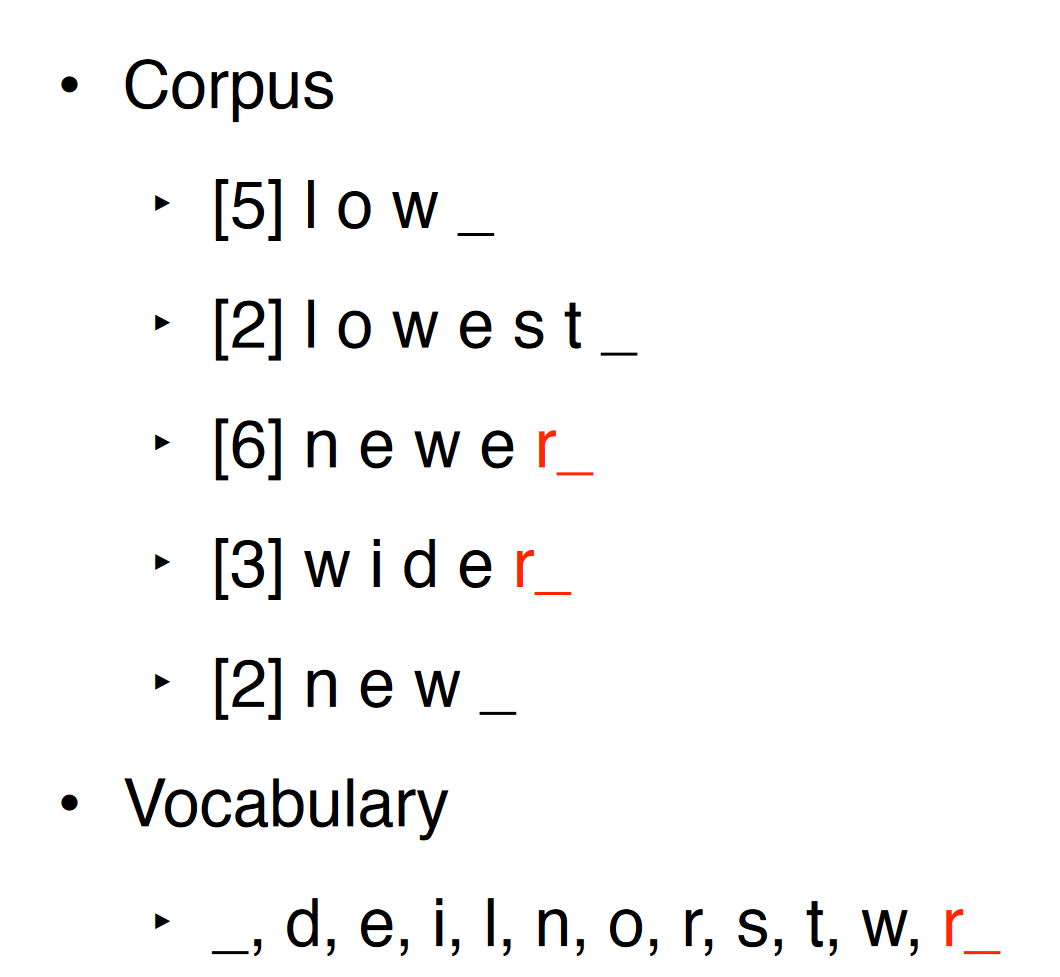 • Corpus
‣ [5] l o w _
‣ [2] l o w e s t _
‣ [6] n e w e r_
‣ [3] w i d e r_
‣ [2] n e w _
• Vocabulary
‣ _, d, e, i, l, n, o, r, s, t, w, r_